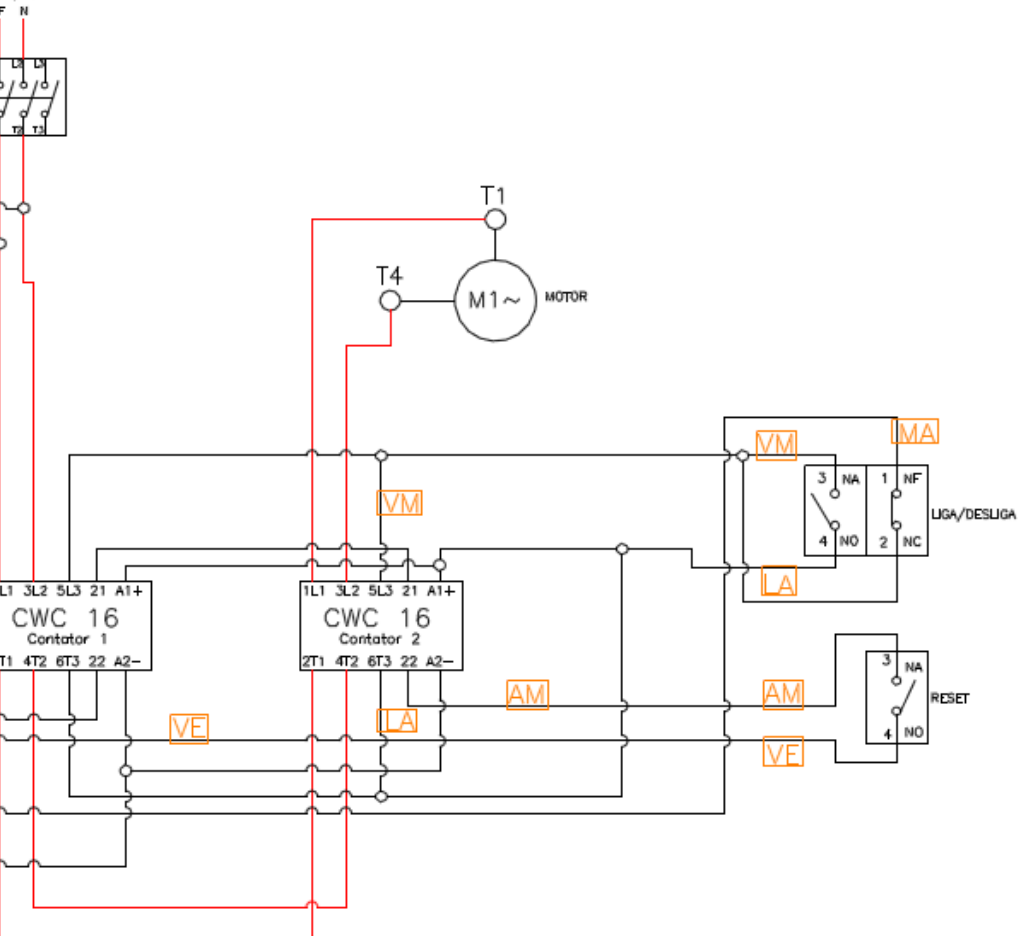 F N
L2 L3
T2 T3
T1
T4
M1~ MOTOR
MA
VM
VM
3 NA 1 NF
LIGA/DESLIGA
4 NO 2 NC
LA
L1 3L2 5L3 21 A1+
CWC 16
Contator 1
T1 4T2 6T3 22 A2-
1L1 3L2 5L3 21 A1+
CWC 16
Contator 2
2T1 4T2 6T3 22 A2-
3 NA
RESET
4 NO
AM
AM
LA
VE
VE